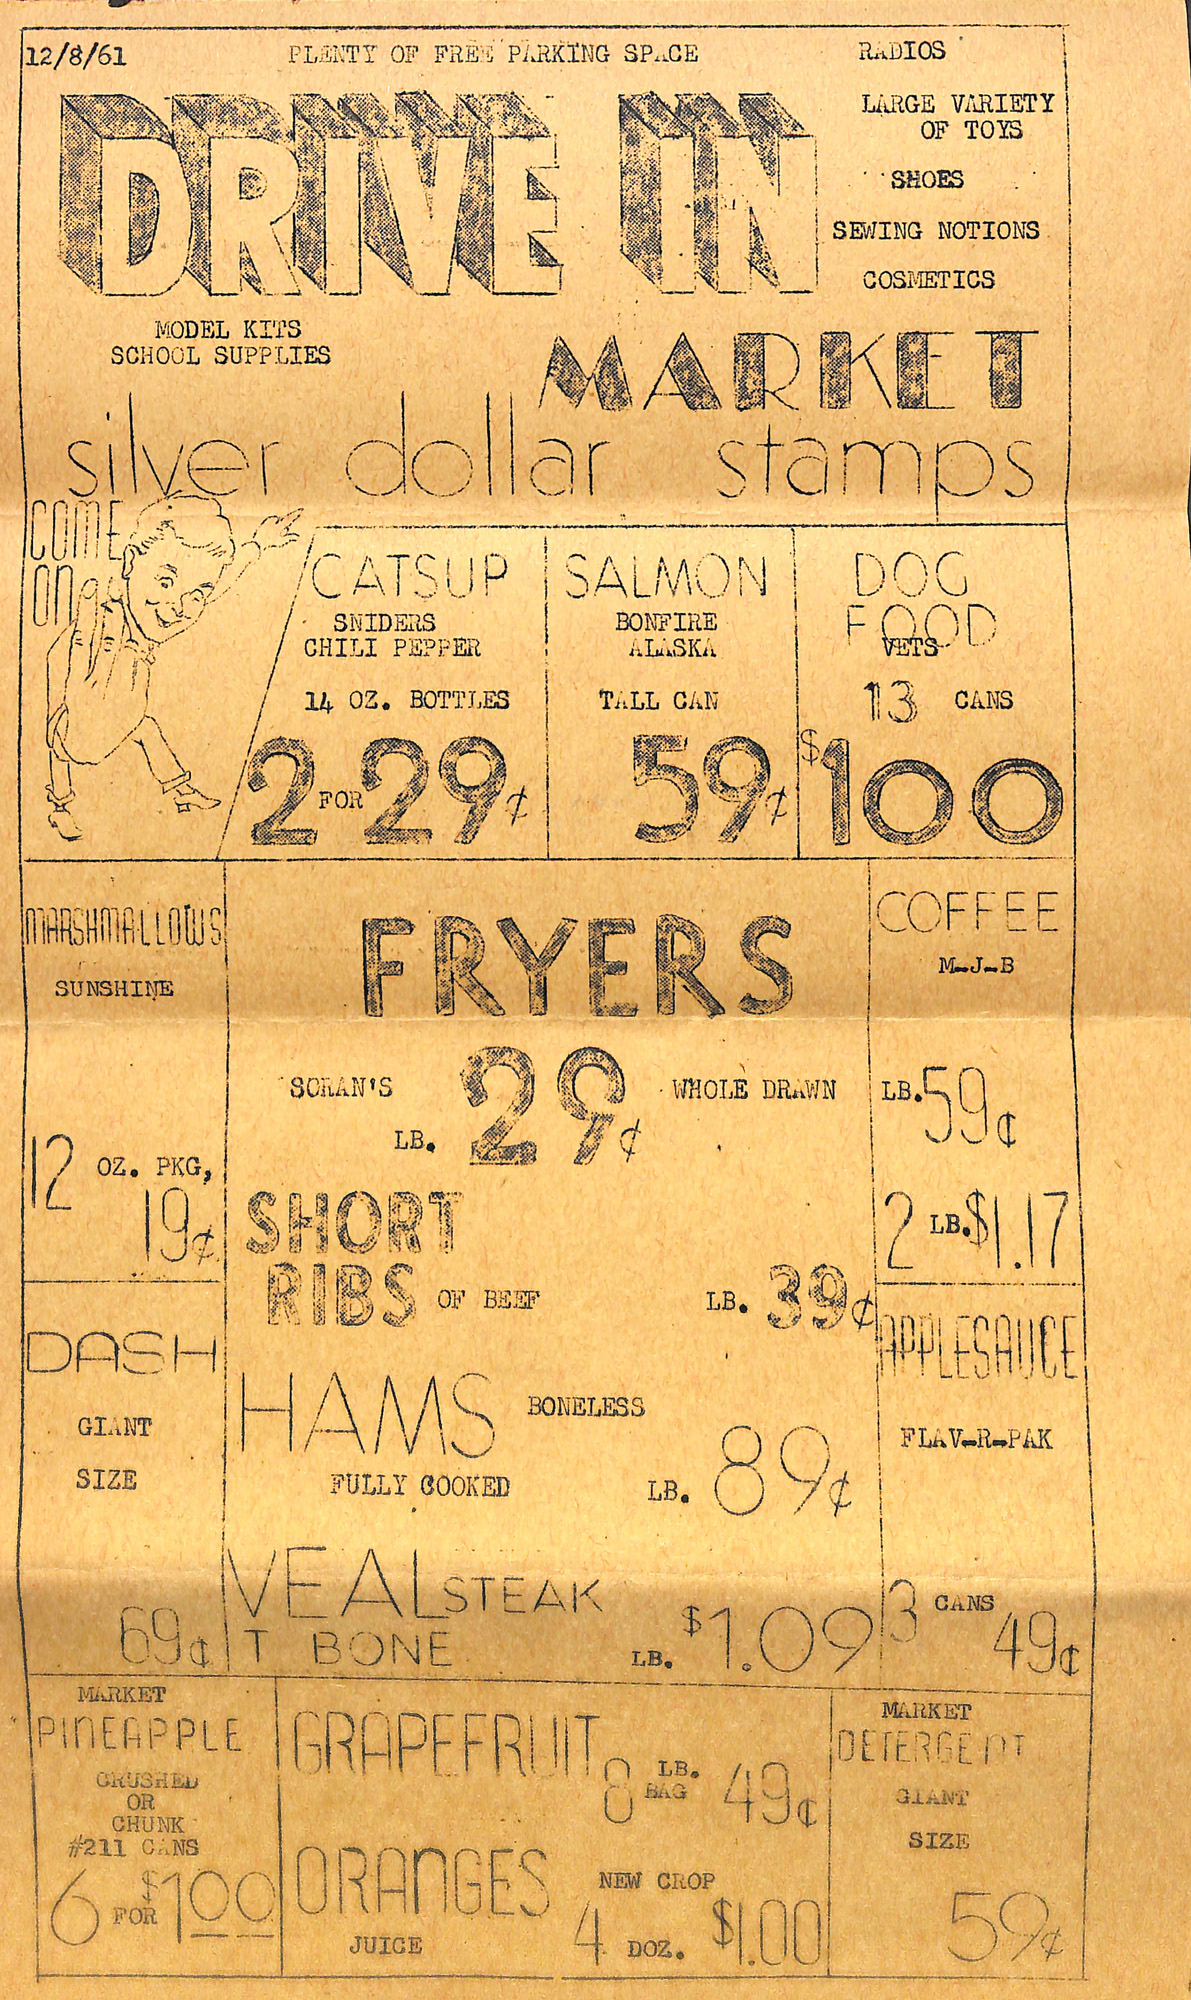 12/8/61
PLENTY OF FREE PARKING SPACE
RADIOS
LARGE VARIETY
OF TOYS
SHOES
SEWING NOTIONS
COSMETICS
DRIVE IN
MARKET
MODEL KITS
SCHOOL SUPPLIES
silver dollar stamps
COME
ON
CATSUP
SNIDERS
CHILI PEPPER
14 OZ. BOTTLES
2 FOR 29¢
SALMON
BONFIRE
ALASKA
TALL CAN
59¢
DOG
FOOD
VETS
13 CANS
$100
MARSHMALLOWS
SUNSHINE
12 OZ. PKG,
19¢
FRYERS
SORAN'S
29¢
WHOLE DRAWN
LB.
SHORT
RIBS OF BEEF
LB. 39¢
HAMS BONELESS
FULLY COOKED
LB. 89¢
VEAL STEAK
T BONE
LB. $1.09
COFFEE
M-J-B
LB. 59¢
2 LB. $1.17
DASH
GIANT
SIZE
69¢
APPLESAUCE
FLAV-R-PAK
3 CANS
49¢
MARKET
PINEAPPLE
CRUSHED
OR
CHUNK
#211 CANS
6 FOR $100
GRAPEFRUIT
8 LB.
BAG
49¢
ORANGES
JUICE
NEW CROP
4 DOZ. $1.00
MARKET
DETERGENT
GIANT
SIZE
59¢